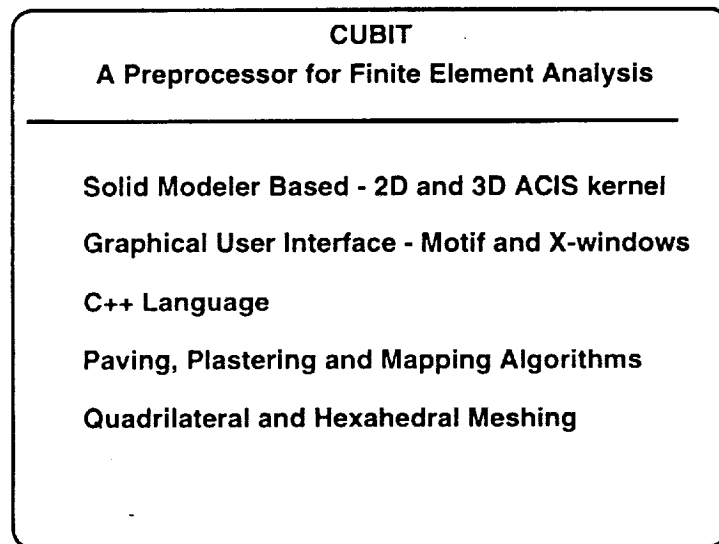 CUBIT
A Preprocessor for Finite Element Analysis
Solid Modeler Based - 2D and 3D ACIS kernel
Graphical User Interface - Motif and X-windows
C++ Language
Paving, Plastering and Mapping Algorithms
Quadrilateral and Hexahedral Meshing